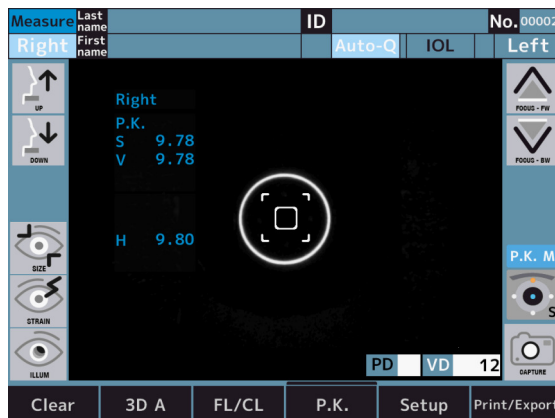 Measure Last name ID No. 00002
Right First name Auto-Q IOL Left
UP
FOCUS - FW
Right
P.K.
S 9.78
V 9.78
DOWN
FOCUS - BW
H 9.80
SIZE
P.K. M
STRAIN
S
ILLUM
PD VD 12
CAPTURE
Clear 3D A FL/CL P.K. Setup Print/Export